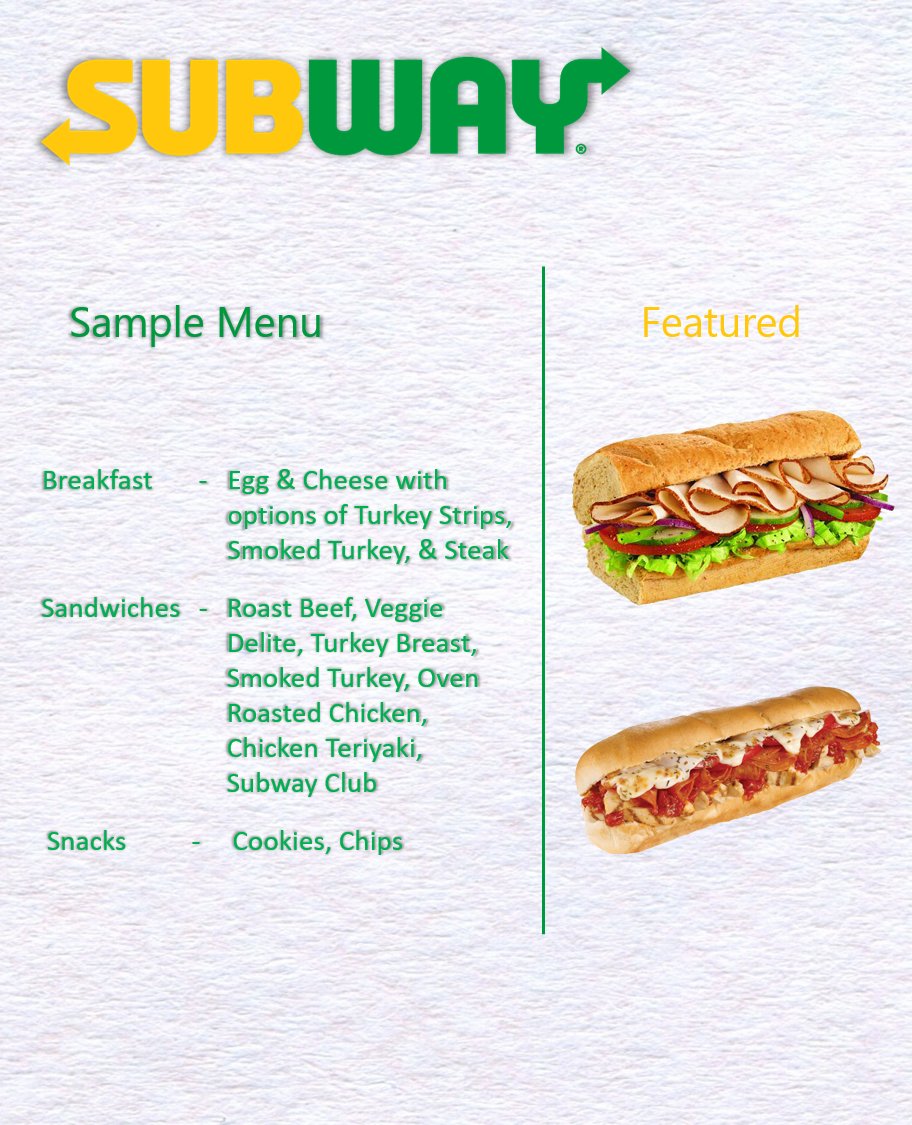 SUBWAY®
Sample Menu
Breakfast - Egg & Cheese with
options of Turkey Strips,
Smoked Turkey, & Steak
Sandwiches - Roast Beef, Veggie
Delite, Turkey Breast,
Smoked Turkey, Oven
Roasted Chicken,
Chicken Teriyaki,
Subway Club
Snacks - Cookies, Chips
Featured